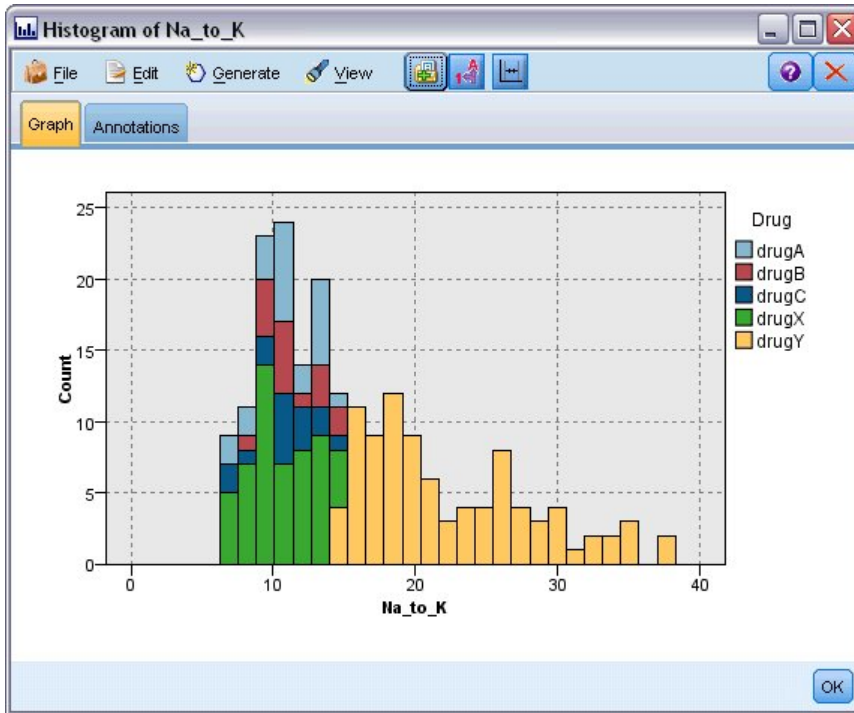 Histogram of Na_to_K
File Edit Generate View
Graph Annotations
25
20
15
10
5
0
Count
0 10 20 30 40
Na_to_K
Drug
drugA
drugB
drugC
drugX
drugY
OK